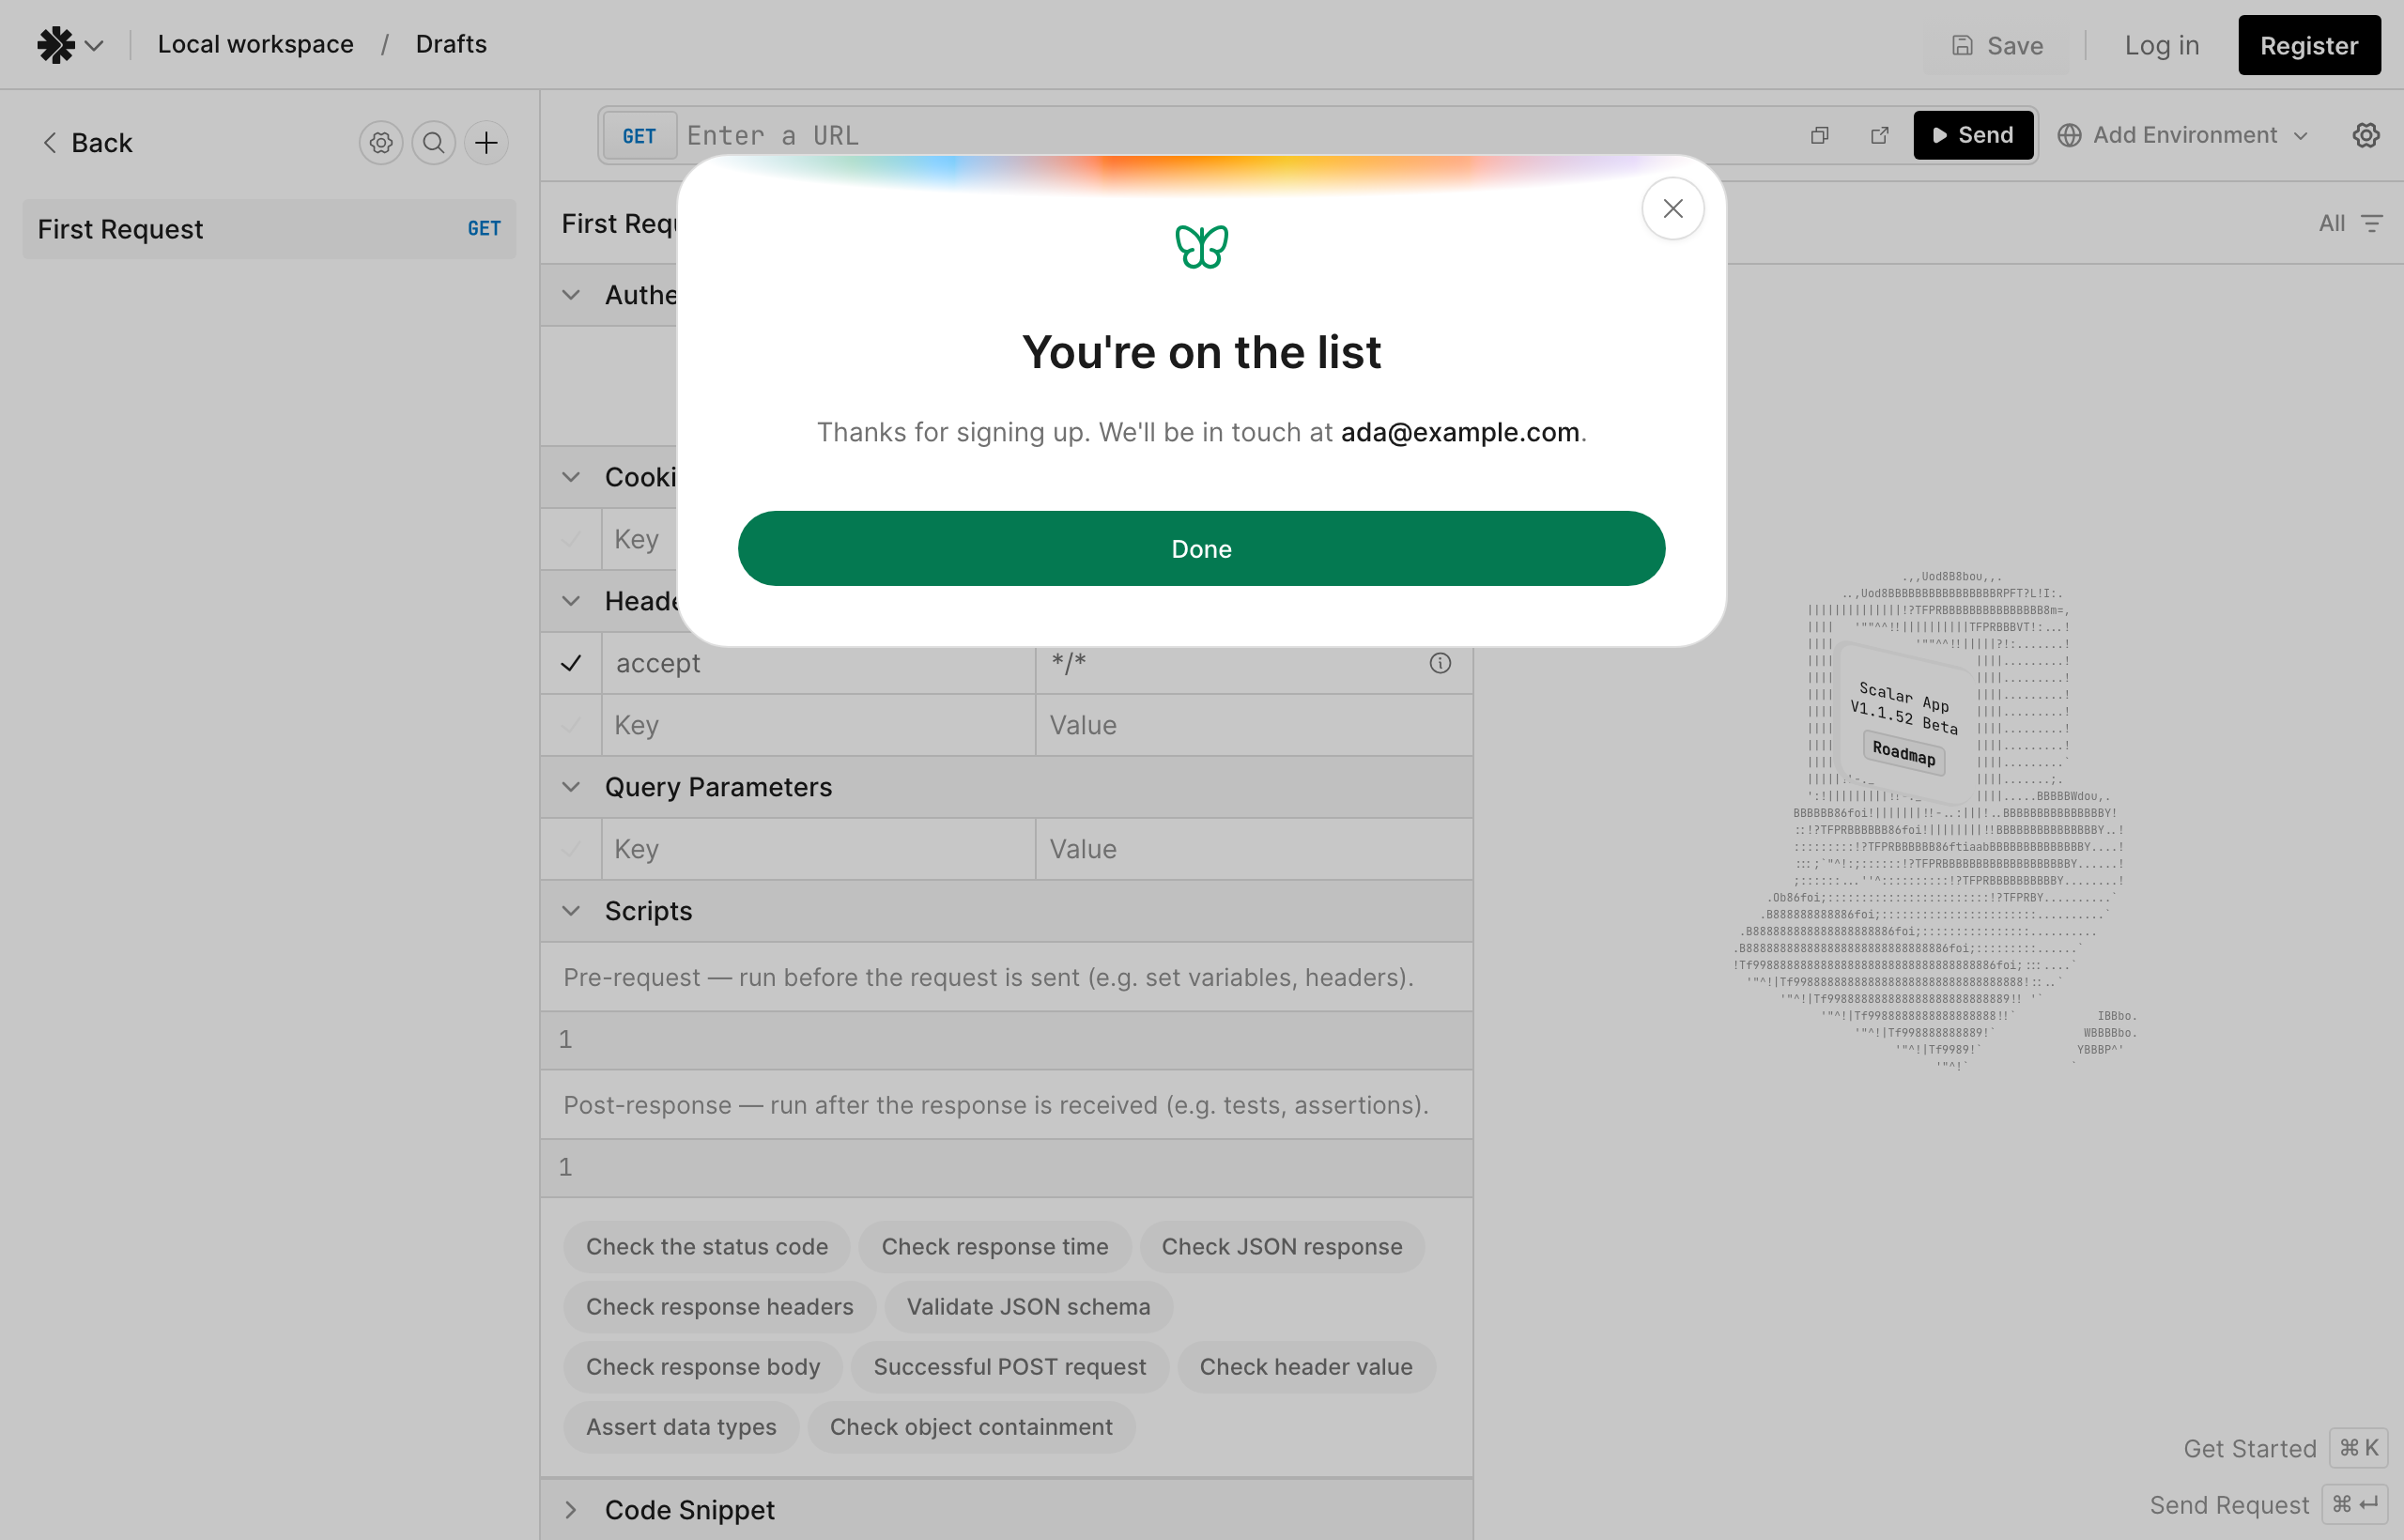 Local workspace / Drafts
Save
Log in
Register
Back
GET Enter a URL
Send
Add Environment
First Request GET
First Requ
All
You're on the list
Thanks for signing up. We'll be in touch at ada@example.com.
Done
Authe
Cooki
Key
Heade
accept */*
Key Value
Query Parameters
Key Value
Scripts
Pre-request — run before the request is sent (e.g. set variables, headers).
1
Post-response — run after the response is received (e.g. tests, assertions).
1
Check the status code Check response time Check JSON response
Check response headers Validate JSON schema
Check response body Successful POST request Check header value
Assert data types Check object containment
Code Snippet
Scalar App
V1.1.52 Beta
Roadmap
Get Started ⌘ K
Send Request ⌘ ↵